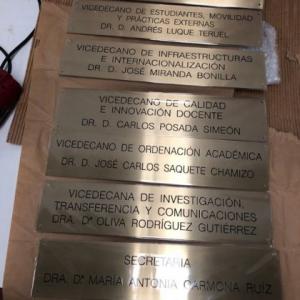 VICEDECANO DE ESTUDIANTES, MOVILIDAD
Y PRÁCTICAS EXTERNAS
DR. D. ANDRÉS LUQUE TERUEL
VICEDECANO DE INFRAESTRUCTURAS
E INTERNACIONALIZACIÓN
DR. D. JOSÉ MIRANDA BONILLA
VICEDECANO DE CALIDAD
E INNOVACIÓN DOCENTE
DR. D. CARLOS POSADA SIMEÓN
VICEDECANO DE ORDENACIÓN ACADÉMICA
DR. D. JOSÉ CARLOS SAQUETE CHAMIZO
VICEDECANA DE INVESTIGACIÓN,
TRANSFERENCIA Y COMUNICACIONES
DRA. Dª OLIVA RODRÍGUEZ GUTIÉRREZ
SECRETARIA
DRA. Dª MARÍA ANTONIA CARMONA RUÍZ